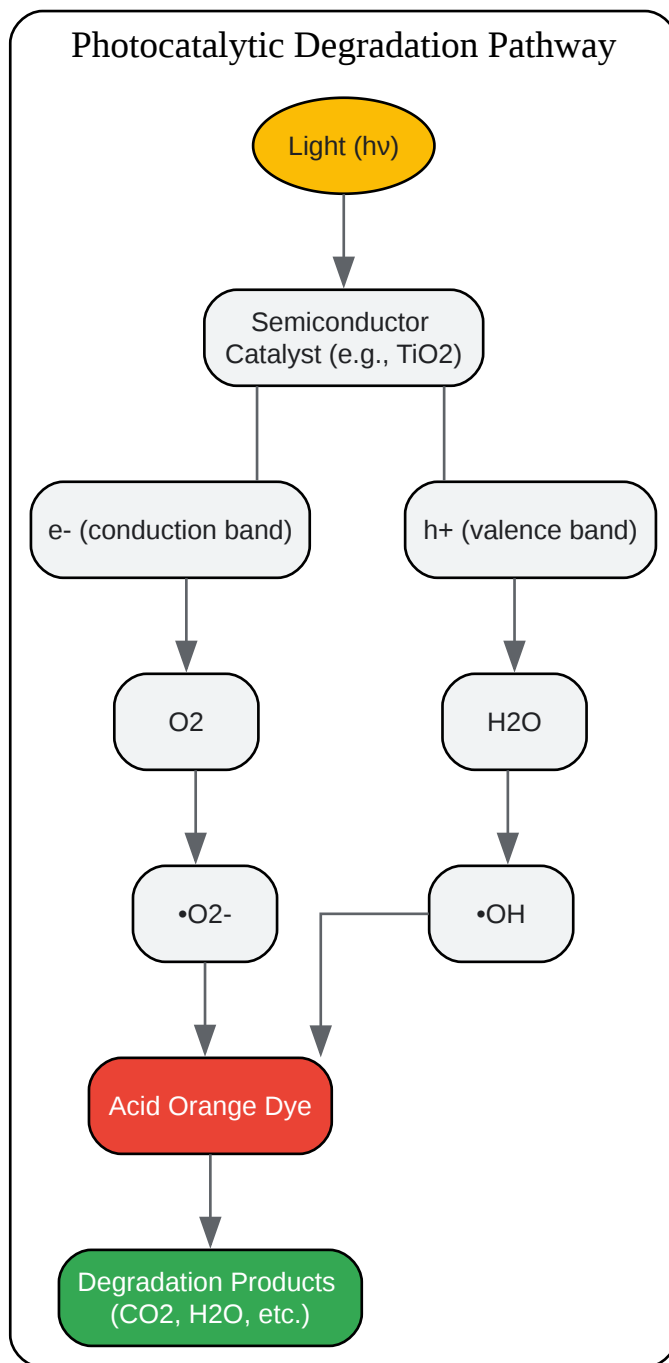 Photocatalytic Degradation Pathway
Light (hν)
Semiconductor
Catalyst (e.g., TiO2)
e- (conduction band)
h+ (valence band)
O2
H2O
•O2-
•OH
Acid Orange Dye
Degradation Products
(CO2, H2O, etc.)